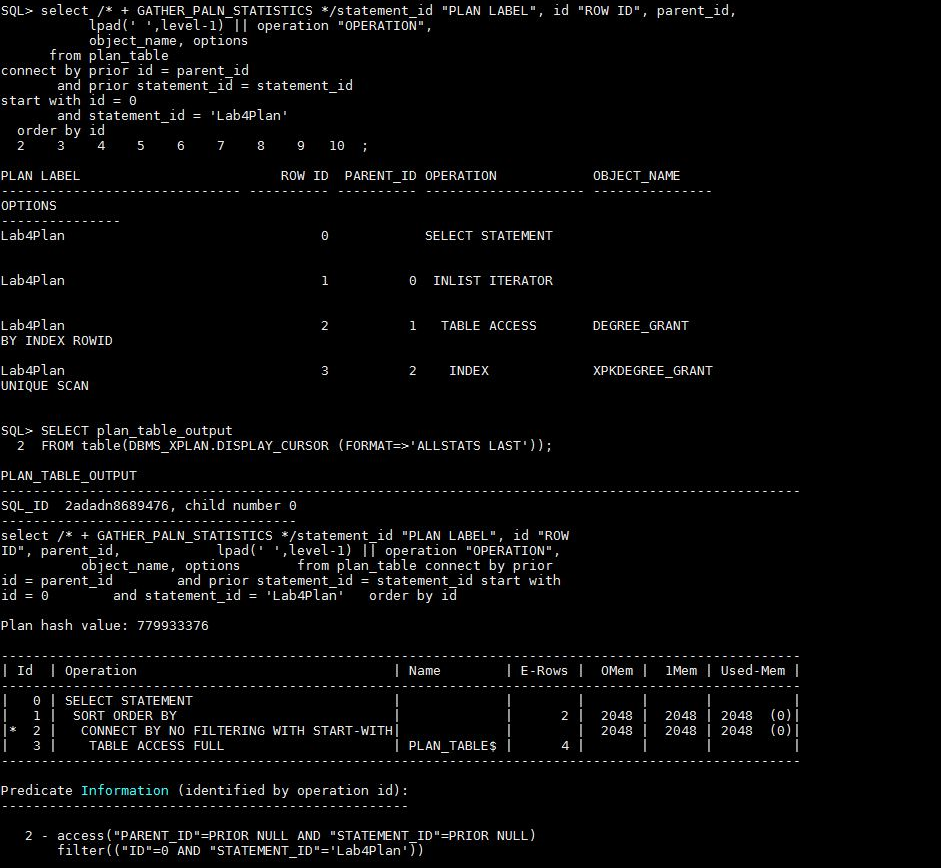 SQL> select /* + GATHER_PALN_STATISTICS */statement_id "PLAN LABEL", id "ROW ID", parent_id,
           lpad(' ',level-1) || operation "OPERATION",
           object_name, options
      from plan_table
connect by prior id = parent_id
       and prior statement_id = statement_id
start with id = 0
       and statement_id = 'Lab4Plan'
  order by id
  2    3    4    5    6    7    8    9   10  ;
PLAN LABEL                         ROW ID  PARENT_ID OPERATION            OBJECT_NAME
------------------------------ ---------- ---------- -------------------- ---------------
OPTIONS
---------------
Lab4Plan                                0            SELECT STATEMENT
Lab4Plan                                1          0  INLIST ITERATOR
Lab4Plan                                2          1   TABLE ACCESS       DEGREE_GRANT
BY INDEX ROWID
Lab4Plan                                3          2    INDEX             XPKDEGREE_GRANT
UNIQUE SCAN
SQL> SELECT plan_table_output
  2  FROM table(DBMS_XPLAN.DISPLAY_CURSOR (FORMAT=>'ALLSTATS LAST'));
PLAN_TABLE_OUTPUT
----------------------------------------------------------------------------------------------------
SQL_ID  2adadn8689476, child number 0
-------------------------------------
select /* + GATHER_PALN_STATISTICS */statement_id "PLAN LABEL", id "ROW
ID", parent_id,            lpad(' ',level-1) || operation "OPERATION",
          object_name, options       from plan_table connect by prior
id = parent_id        and prior statement_id = statement_id start with
id = 0        and statement_id = 'Lab4Plan'   order by id
Plan hash value: 779933376
----------------------------------------------------------------------------------------------------
| Id  | Operation                                | Name        | E-Rows |  OMem |  1Mem | Used-Mem |
----------------------------------------------------------------------------------------------------
|   0 | SELECT STATEMENT                         |             |        |       |       |          |
|   1 |  SORT ORDER BY                           |             |      2 |  2048 |  2048 | 2048  (0)|
|*  2 |   CONNECT BY NO FILTERING WITH START-WITH|             |        |  2048 |  2048 | 2048  (0)|
|   3 |    TABLE ACCESS FULL                     | PLAN_TABLE$ |      4 |       |       |          |
----------------------------------------------------------------------------------------------------
Predicate Information (identified by operation id):
---------------------------------------------------
   2 - access("PARENT_ID"=PRIOR NULL AND "STATEMENT_ID"=PRIOR NULL)
       filter(("ID"=0 AND "STATEMENT_ID"='Lab4Plan'))